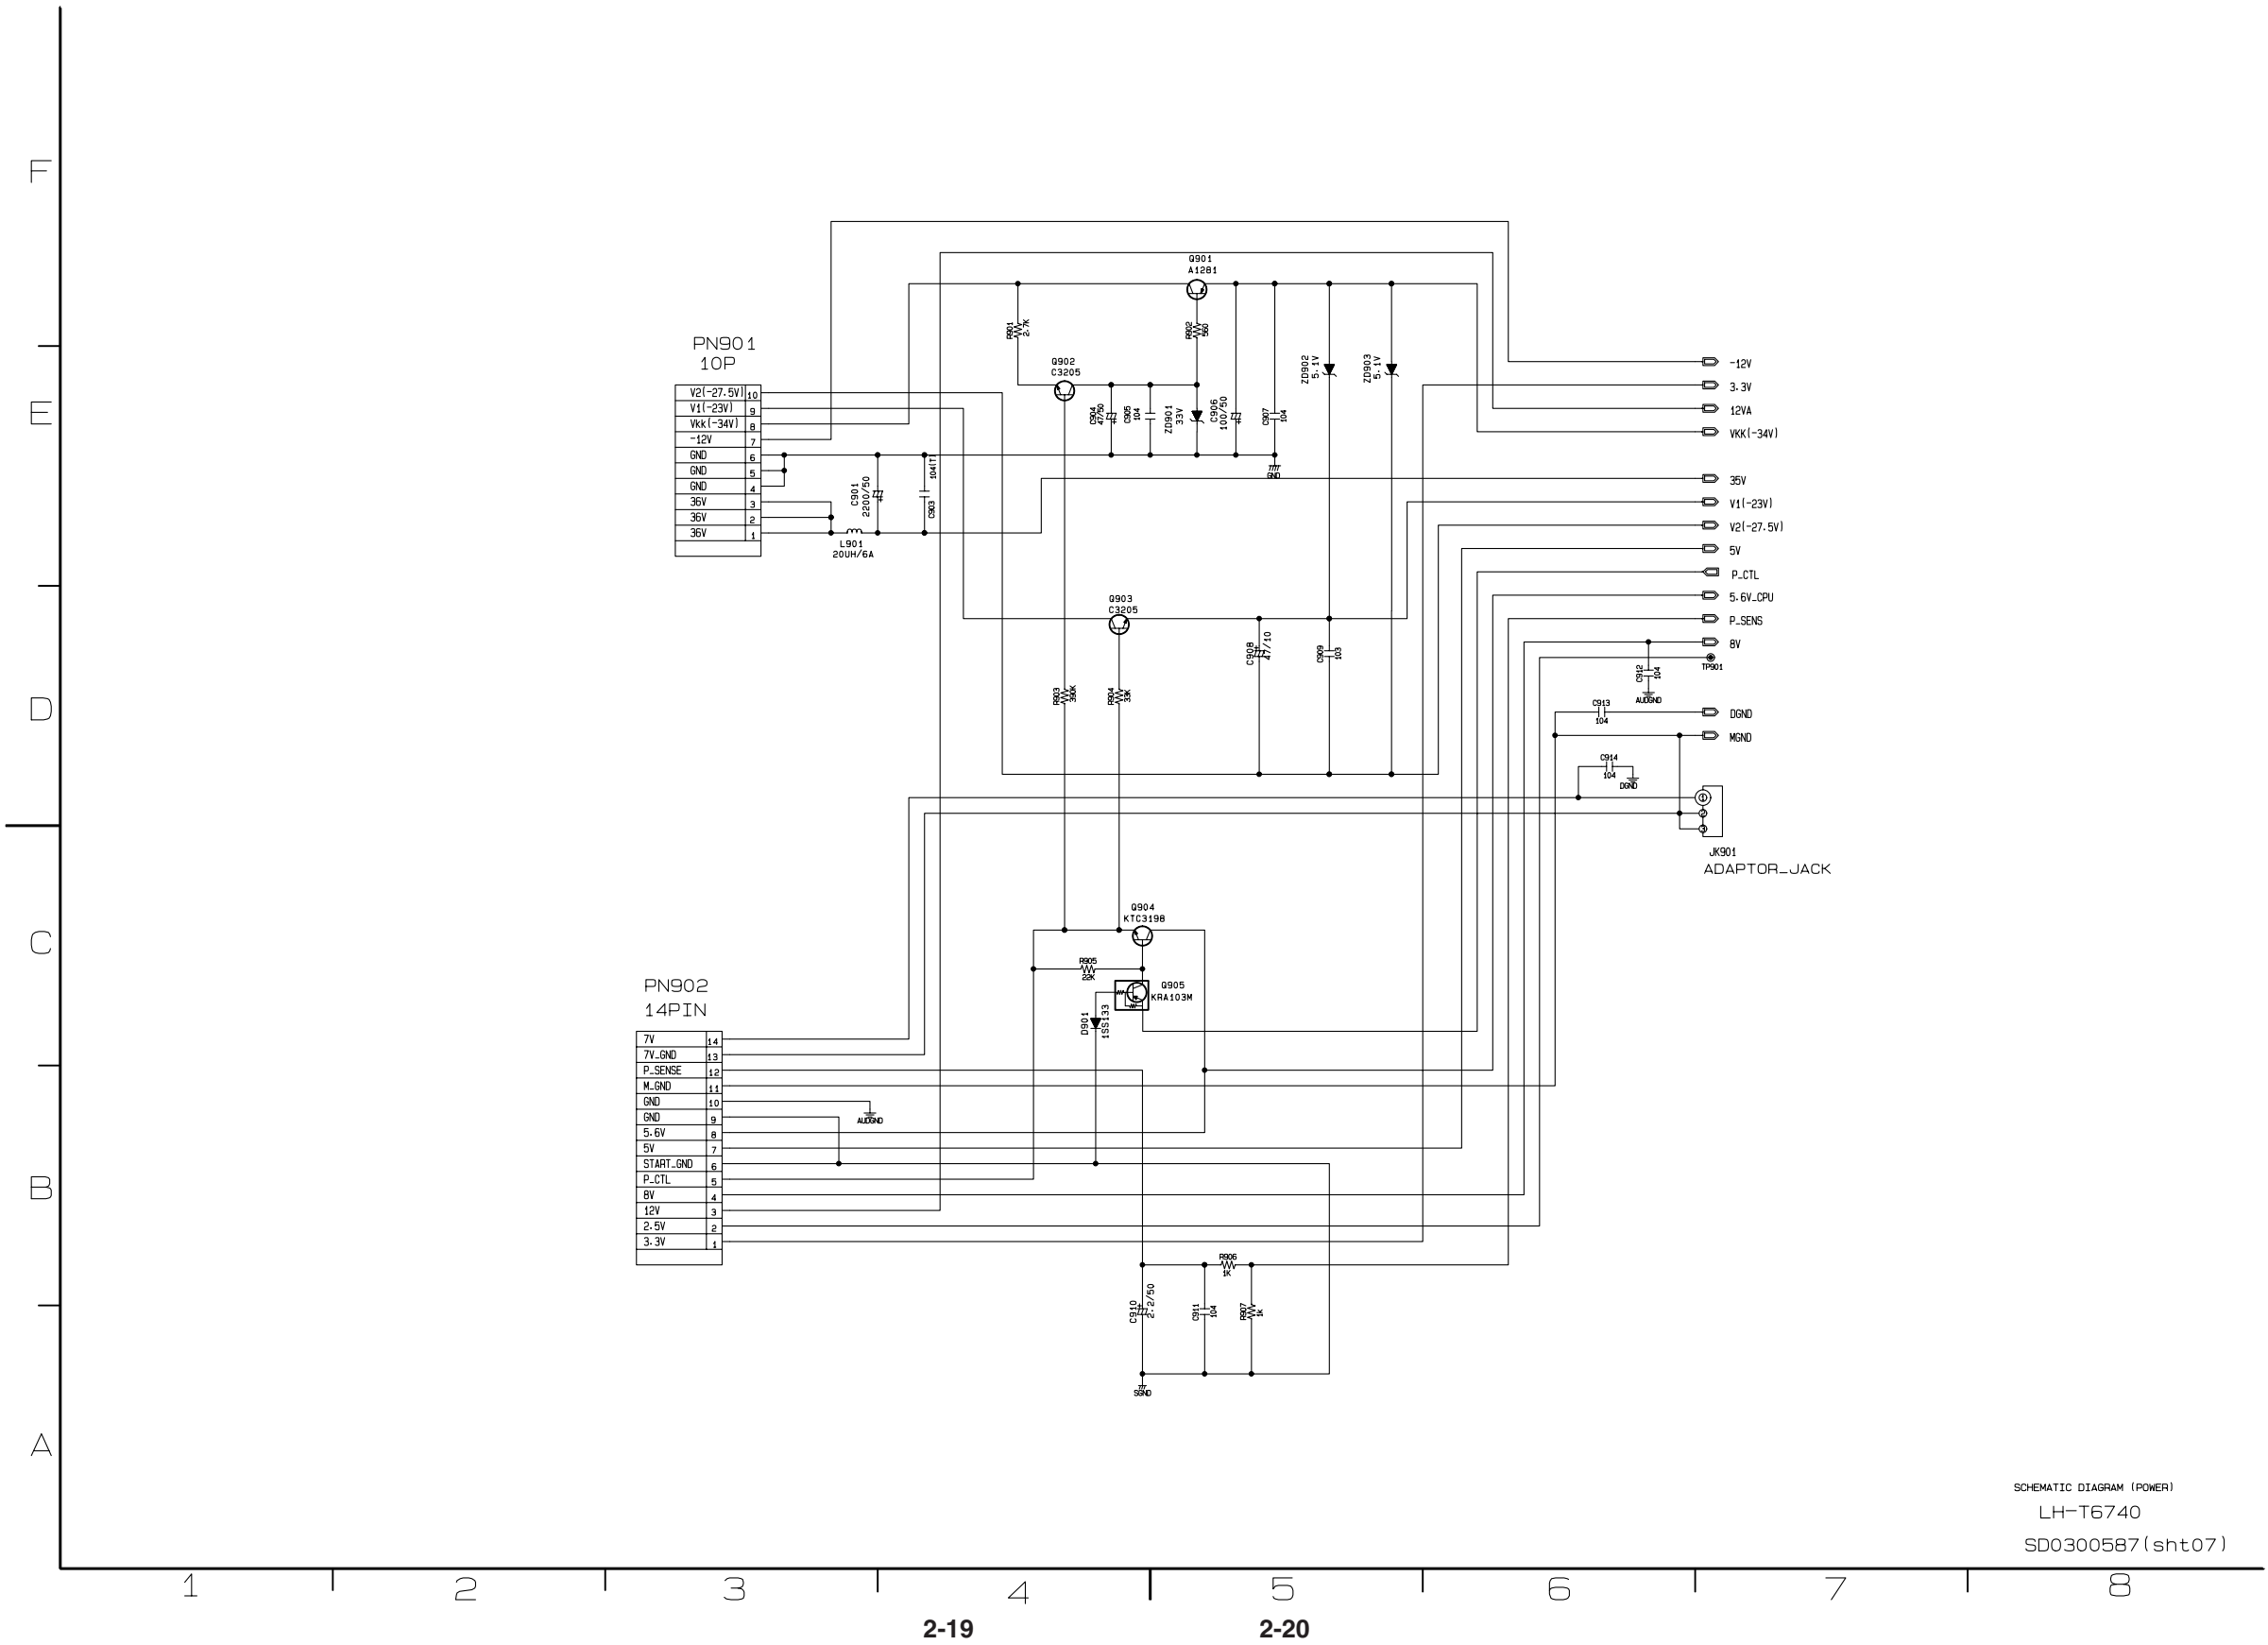 F
E
D
C
B
A
Q901
A1281
R901
2.7K
R902
560
PN901
10P
Q902
C3205
ZD902
5.1V
ZD903
5.1V
V2(-27.5V) 10
V1(-23V) 9
Vkk(-34V) 8
-12V 7
GND 6
GND 5
GND 4
36V 3
36V 2
36V 1
C904
47/50
C905
104
ZD901
33V
C906
100/50
C907
104
GND
C901
2200/50
104(T)
C903
L901
20UH/6A
-12V
3.3V
12VA
VKK(-34V)
35V
V1(-23V)
V2(-27.5V)
5V
P_CTL
5.6V_CPU
P_SENS
8V
TP901
DGND
MGND
Q903
C3205
C908
47/10
C909
103
R903
390K
R904
33K
C912
104
AUDGND
C913
104
C914
104
DGND
1
2
3
JK901
ADAPTOR_JACK
Q904
KTC3198
R905
22K
Q905
KRA103M
D901
1SS133
PN902
14PIN
7V 14
7V_GND 13
P_SENSE 12
M_GND 11
GND 10
GND 9
5.6V 8
5V 7
START_GND 6
P_CTL 5
8V 4
12V 3
2.5V 2
3.3V 1
AUDGND
R906
1K
C910
2.2/50
C911
104
R907
1k
SGND
SCHEMATIC DIAGRAM (POWER)
LH-T6740
SD0300587(sht07)
1 2 3 4 5 6 7 8
2-19 2-20